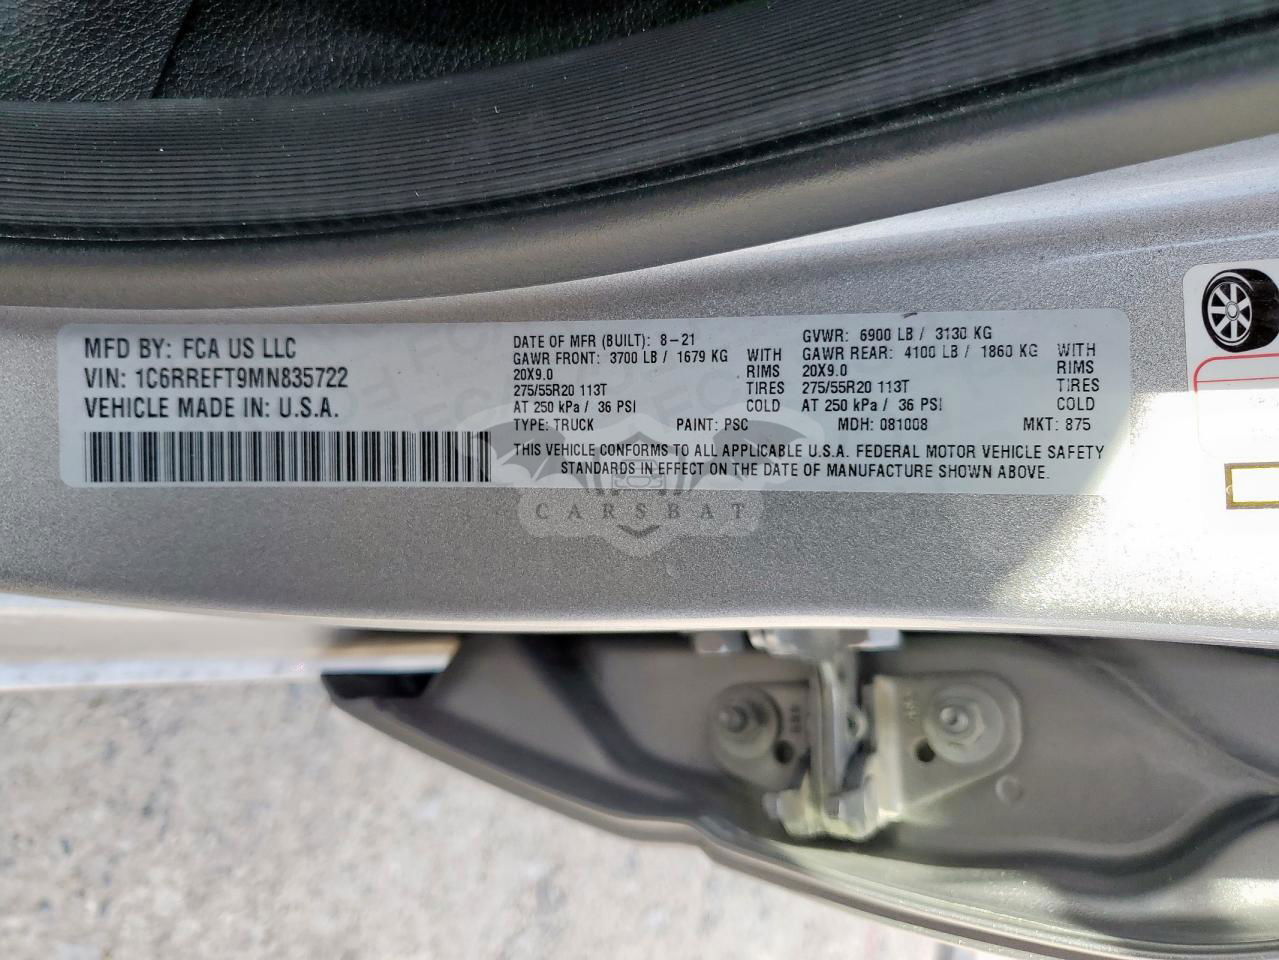 MFD BY: FCA US LLC
VIN: 1C6RREFT9MN835722
VEHICLE MADE IN: U.S.A.
DATE OF MFR (BUILT): 8-21
GAWR FRONT: 3700 LB / 1679 KG WITH
20X9.0 RIMS
275/55R20 113T TIRES
AT 250 kPa / 36 PSI COLD
GVWR: 6900 LB / 3130 KG
GAWR REAR: 4100 LB / 1860 KG WITH
20X9.0 RIMS
275/55R20 113T TIRES
AT 250 kPa / 36 PSI COLD
TYPE: TRUCK PAINT: PSC MDH: 081008 MKT: 875
THIS VEHICLE CONFORMS TO ALL APPLICABLE U.S.A. FEDERAL MOTOR VEHICLE SAFETY
STANDARDS IN EFFECT ON THE DATE OF MANUFACTURE SHOWN ABOVE.
CARSBAT